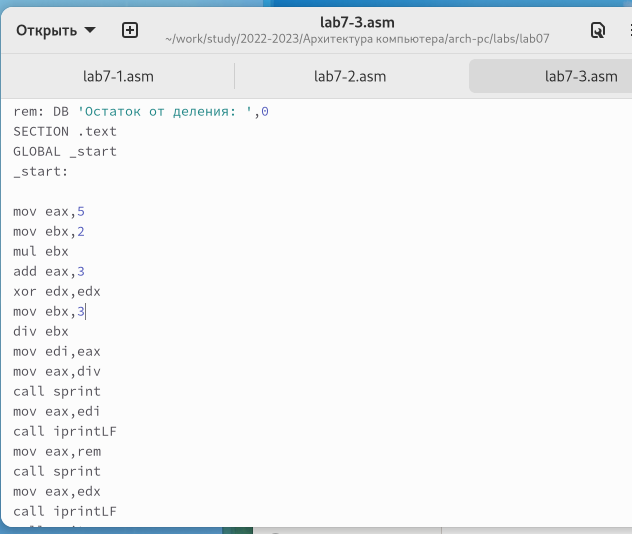 Открыть
lab7-3.asm
~/work/study/2022-2023/Архитектура компьютера/arch-pc/labs/lab07
lab7-1.asm
lab7-2.asm
lab7-3.asm
rem: DB 'Остаток от деления: ',0
SECTION .text
GLOBAL _start
_start:
mov eax,5
mov ebx,2
mul ebx
add eax,3
xor edx,edx
mov ebx,3
div ebx
mov edi,eax
mov eax,div
call sprint
mov eax,edi
call iprintLF
mov eax,rem
call sprint
mov eax,edx
call iprintLF